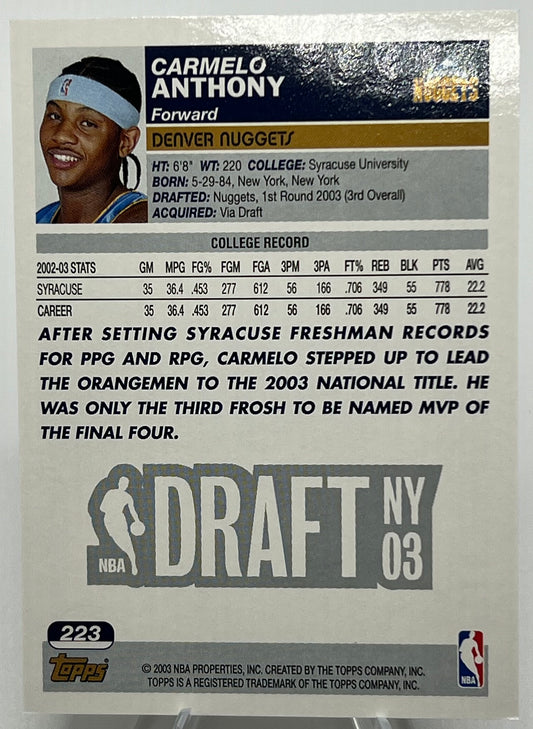 CARMELO
ANTHONY
Forward
NUGGETS
DENVER NUGGETS
HT: 6'8" WT: 220 COLLEGE: Syracuse University
BORN: 5-29-84, New York, New York
DRAFTED: Nuggets, 1st Round 2003 (3rd Overall)
ACQUIRED: Via Draft
COLLEGE RECORD
2002-03 STATS GM MPG FG% FGM FGA 3PM 3PA FT% REB BLK PTS AVG
SYRACUSE 35 36.4 .453 277 612 56 166 .706 349 55 778 22.2
CAREER 35 36.4 .453 277 612 56 166 .706 349 55 778 22.2
AFTER SETTING SYRACUSE FRESHMAN RECORDS
FOR PPG AND RPG, CARMELO STEPPED UP TO LEAD
THE ORANGEMEN TO THE 2003 NATIONAL TITLE. HE
WAS ONLY THE THIRD FROSH TO BE NAMED MVP OF
THE FINAL FOUR.
NBA DRAFT NY
03
223
Topps
© 2003 NBA PROPERTIES, INC. CREATED BY THE TOPPS COMPANY, INC.
TOPPS IS A REGISTERED TRADEMARK OF THE TOPPS COMPANY, INC.
NBA